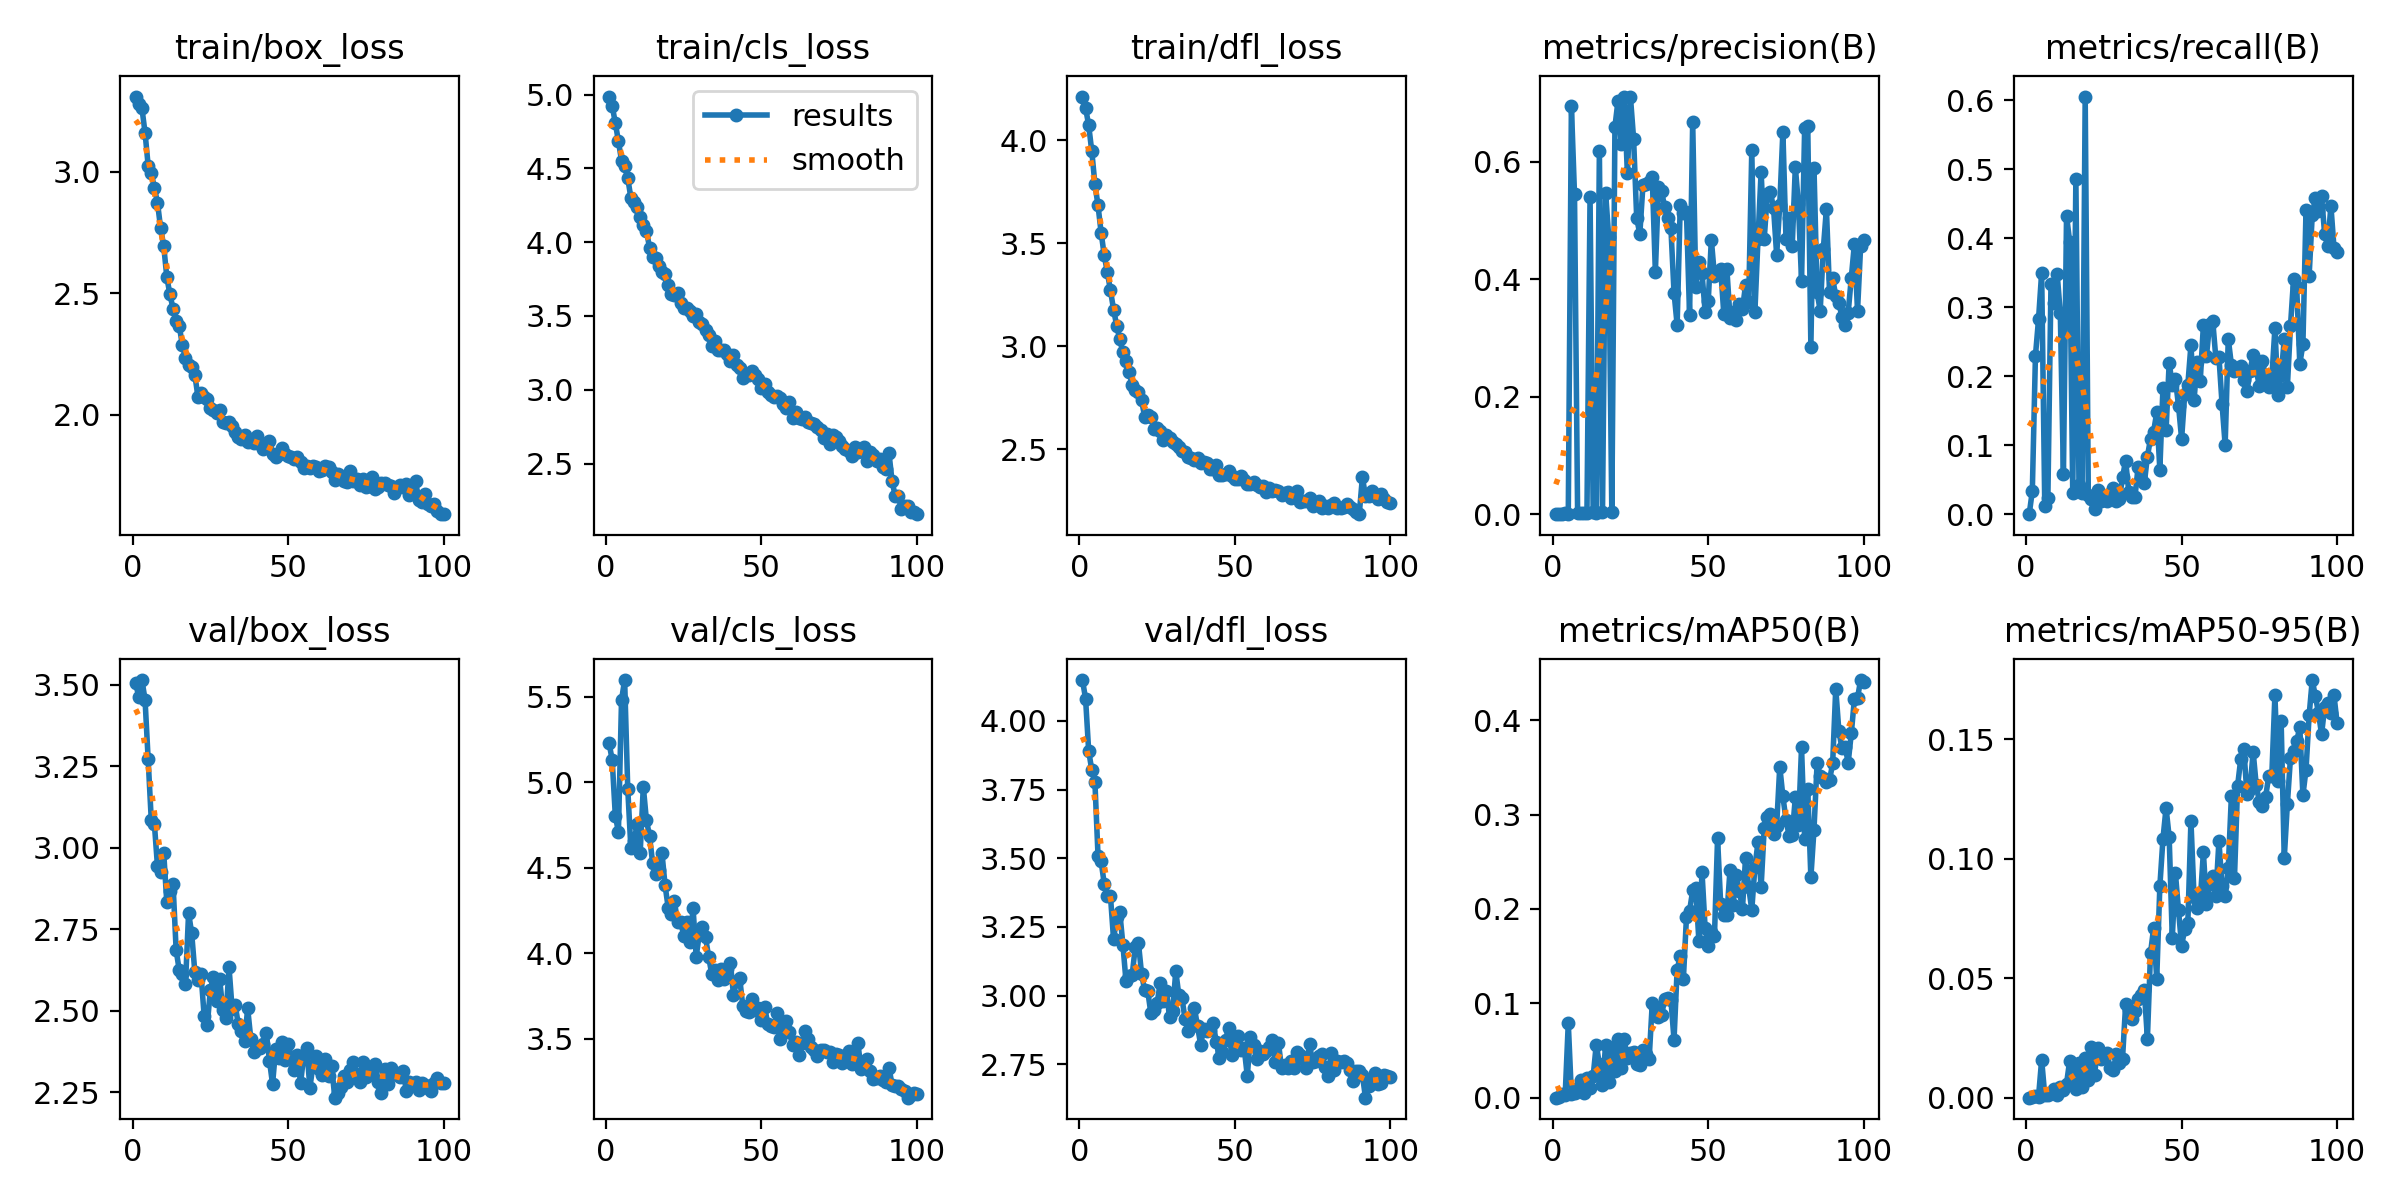 train/box_loss
3.0
2.5
2.0
0 50 100
train/cls_loss
results
smooth
5.0
4.5
4.0
3.5
3.0
2.5
0 50 100
train/dfl_loss
4.0
3.5
3.0
2.5
0 50 100
metrics/precision(B)
0.6
0.4
0.2
0.0
0 50 100
metrics/recall(B)
0.6
0.5
0.4
0.3
0.2
0.1
0.0
0 50 100
val/box_loss
3.50
3.25
3.00
2.75
2.50
2.25
0 50 100
val/cls_loss
5.5
5.0
4.5
4.0
3.5
0 50 100
val/dfl_loss
4.00
3.75
3.50
3.25
3.00
2.75
0 50 100
metrics/mAP50(B)
0.4
0.3
0.2
0.1
0.0
0 50 100
metrics/mAP50-95(B)
0.15
0.10
0.05
0.00
0 50 100